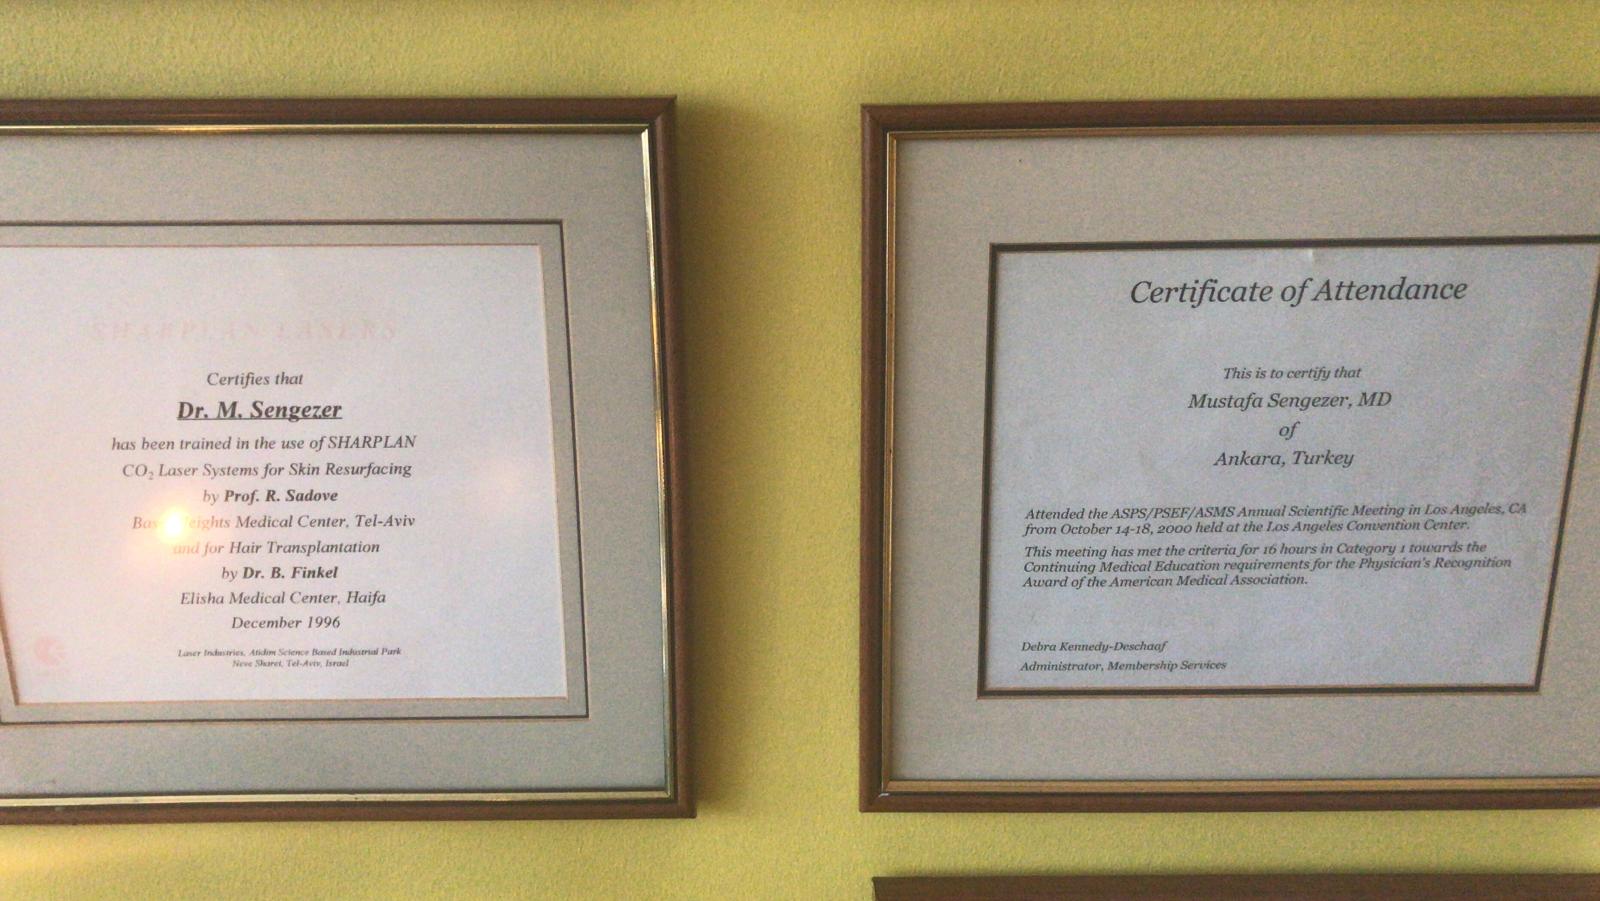 SHARPLAN LASERS
Certifies that
Dr. M. Sengezer
has been trained in the use of SHARPLAN
CO₂ Laser Systems for Skin Resurfacing
by Prof. R. Sadove
Medical Center, Tel-Aviv
and for Hair Transplantation
by Dr. B. Finkel
Elisha Medical Center, Haifa
December 1996
Laser Industries, Atidim Science Based Industrial Park
Neve Sharet, Tel-Aviv, Israel
Certificate of Attendance
This is to certify that
Mustafa Sengezer, MD
of
Ankara, Turkey
Attended the ASPS/PSEF/ASMS Annual Scientific Meeting in Los Angeles, CA
from October 14-18, 2000 held at the Los Angeles Convention Center.
This meeting has met the criteria for 16 hours in Category 1 towards the
Continuing Medical Education requirements for the Physician's Recognition
Award of the American Medical Association.
Debra Kennedy-Deschaaf
Administrator, Membership Services